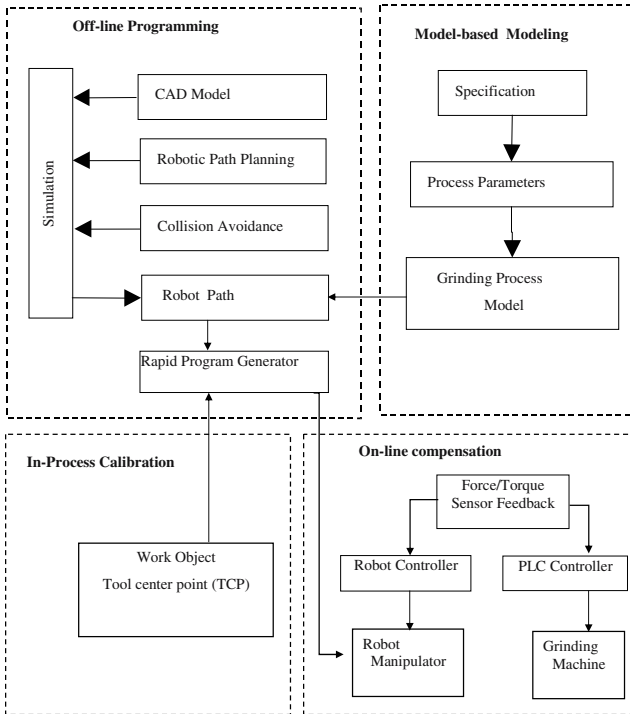 Off-line Programming
CAD Model
Robotic Path Planning
Collision Avoidance
Simulation
Robot Path
Rapid Program Generator
Model-based Modeling
Specification
Process Parameters
Grinding Process
Model
In-Process Calibration
Work Object
Tool center point (TCP)
On-line compensation
Force/Torque
Sensor Feedback
Robot Controller
PLC Controller
Robot
Manipulator
Grinding
Machine